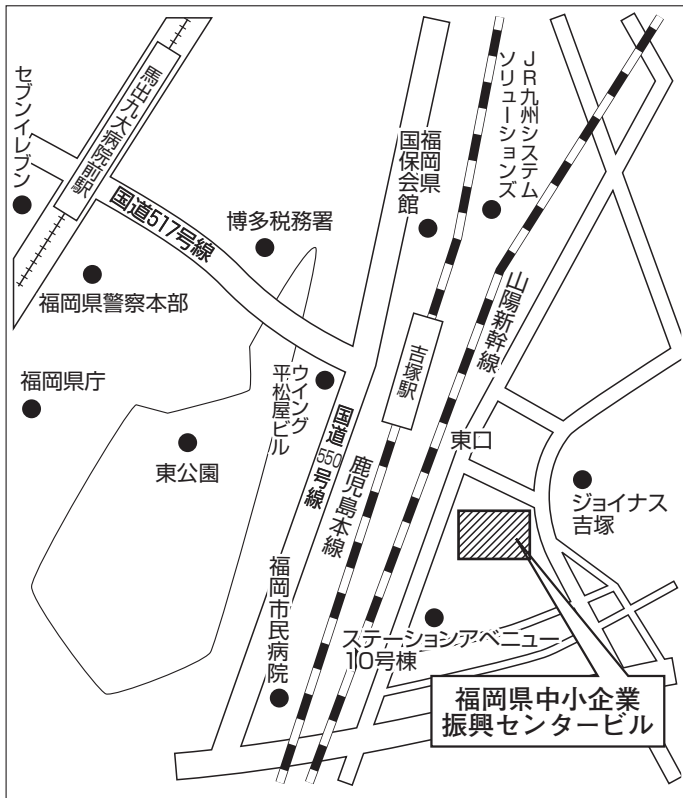 セブンイレブン
馬出九大病院前駅
国道517号線
博多税務署
福岡県
国保会館
JR九州システム
ソリューションズ
福岡県警察本部
山陽新幹線
吉塚駅
福岡県庁
ウイング
平松屋ビル
東公園
国道550号線
鹿児島本線
東口
ジョイナス
吉塚
福岡市民病院
ステーションアベニュー
10号棟
福岡県中小企業
振興センタービル